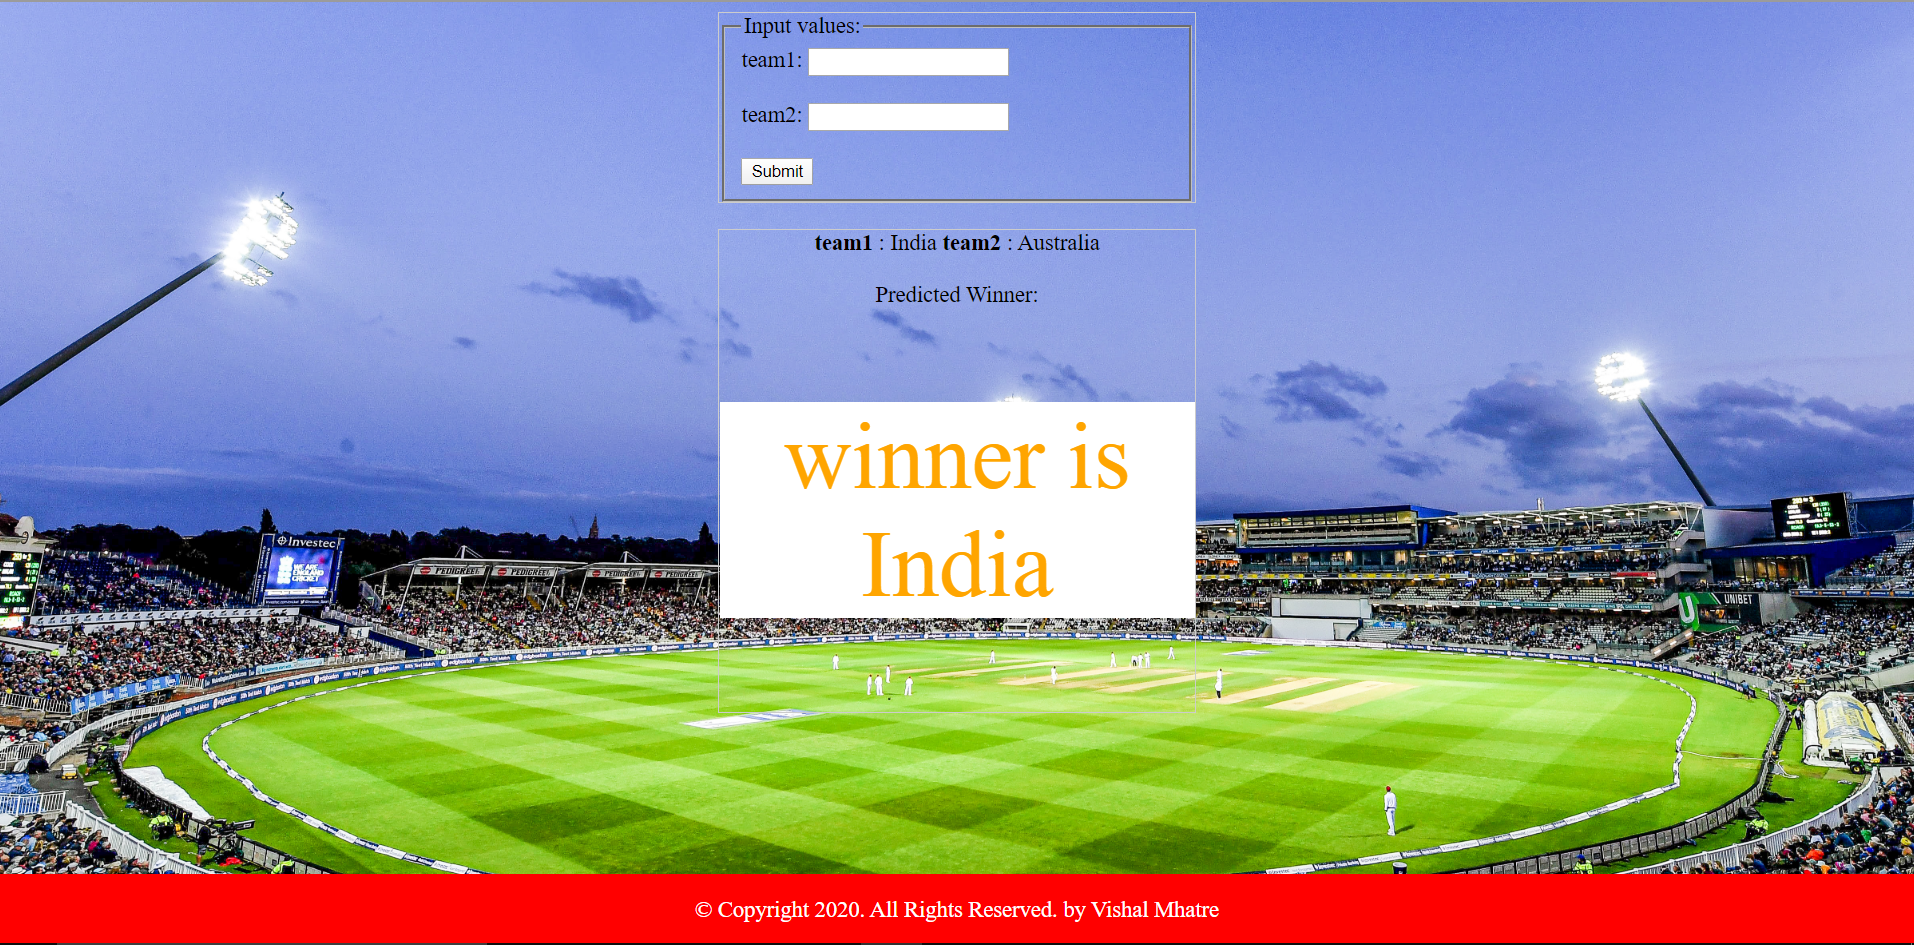 Input values:
team1:
team2:
Submit
team1 : India team2 : Australia
Predicted Winner:
winner is
India
Investec
WE ARE
ENGLAND
CRICKET
PEDIGREE
PEDIGREE
PEDIGREE
PEDIGREE
UNIBET
© Copyright 2020. All Rights Reserved. by Vishal Mhatre